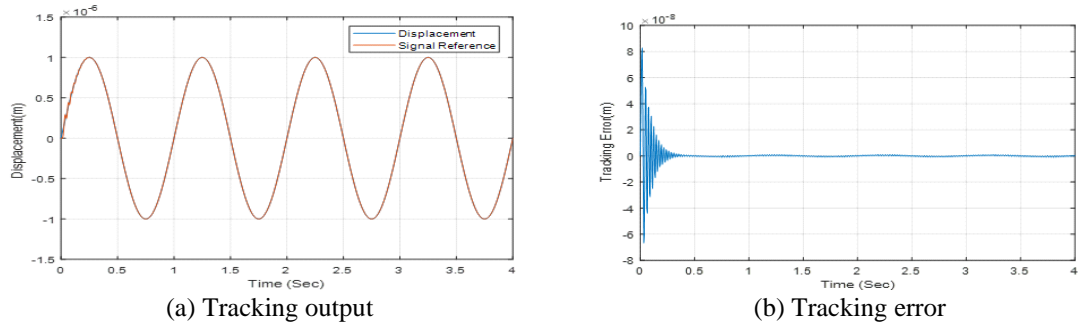 ×10⁻⁶
1.5
1
0.5
0
-0.5
-1
-1.5
Displacement(m)
Displacement
Signal Reference
0 0.5 1 1.5 2 2.5 3 3.5 4
Time (Sec)
(a) Tracking output
×10⁻⁸
10
8
6
4
2
0
-2
-4
-6
-8
Tracking Error(m)
0 0.5 1 1.5 2 2.5 3 3.5 4
Time (Sec)
(b) Tracking error